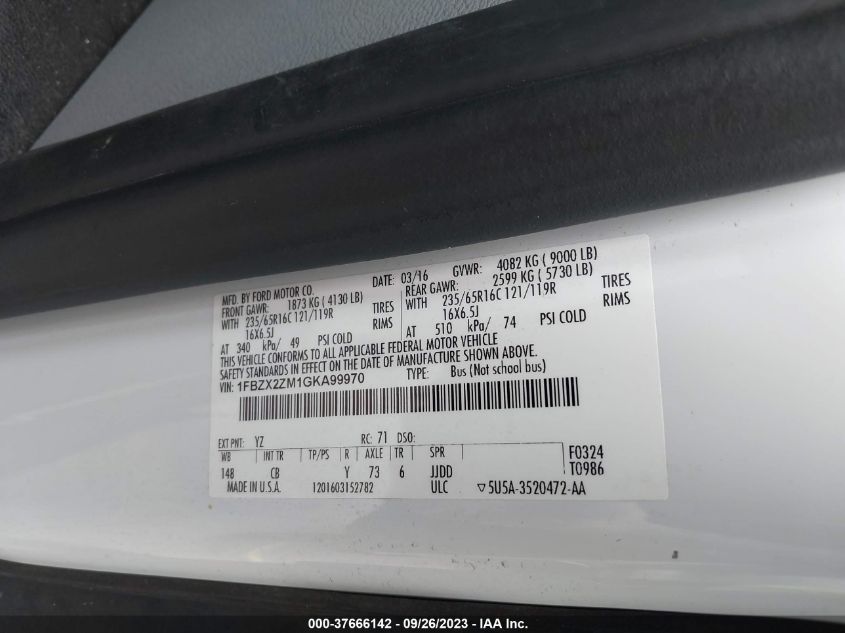 MFD. BY FORD MOTOR CO. DATE: 03/16 GVWR: 4082 KG ( 9000 LB)
FRONT GAWR: 1873 KG ( 4130 LB) REAR GAWR: 2599 KG ( 5730 LB)
WITH 235/65R16C 121/119R TIRES WITH 235/65R16C 121/119R TIRES
16X6.5J RIMS 16X6.5J RIMS
AT 340 kPa/ 49 PSI COLD AT 510 kPa/ 74 PSI COLD
THIS VEHICLE CONFORMS TO ALL APPLICABLE FEDERAL MOTOR VEHICLE
SAFETY STANDARDS IN EFFECT ON THE DATE OF MANUFACTURE SHOWN ABOVE.
VIN: 1FBZX2ZM1GKA99970 TYPE: Bus (Not school bus)
EXT PNT: YZ RC: 71 DSO: F0324
WB INT TR TP/PS R AXLE TR SPR T0986
148 CB Y 73 6 JJDD
MADE IN U.S.A. 1201603152782 ULC ▽5U5A-3520472-AA
000-37666142 - 09/26/2023 - IAA Inc.